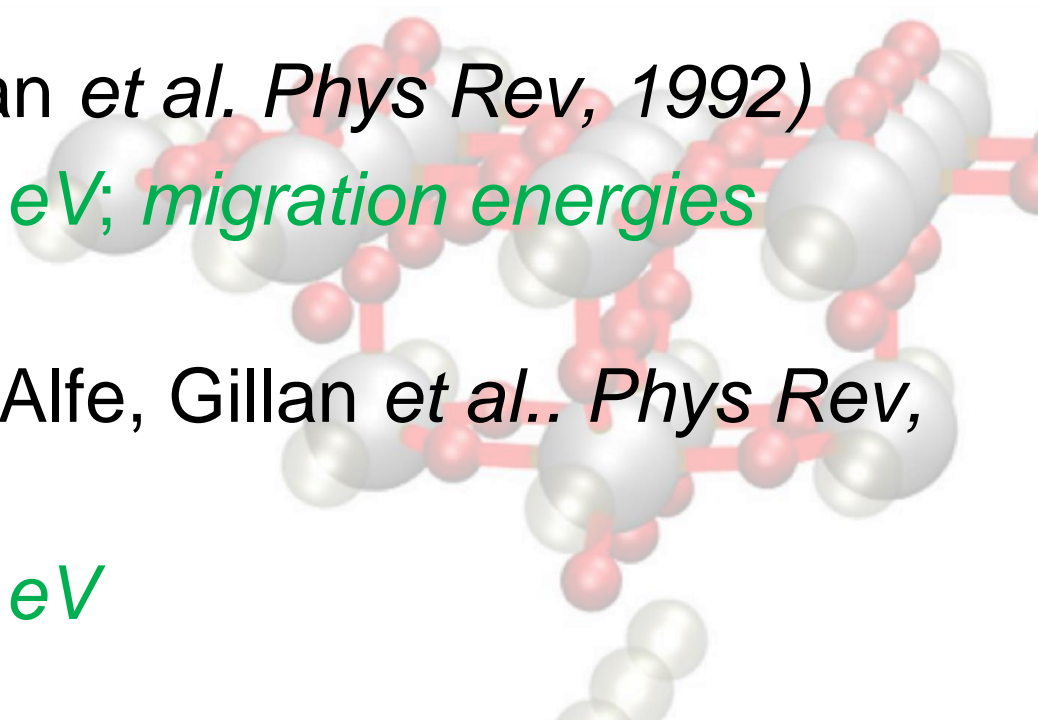 an et al. Phys Rev, 1992)
eV; migration energies
Alfe, Gillan et al.. Phys Rev,
eV